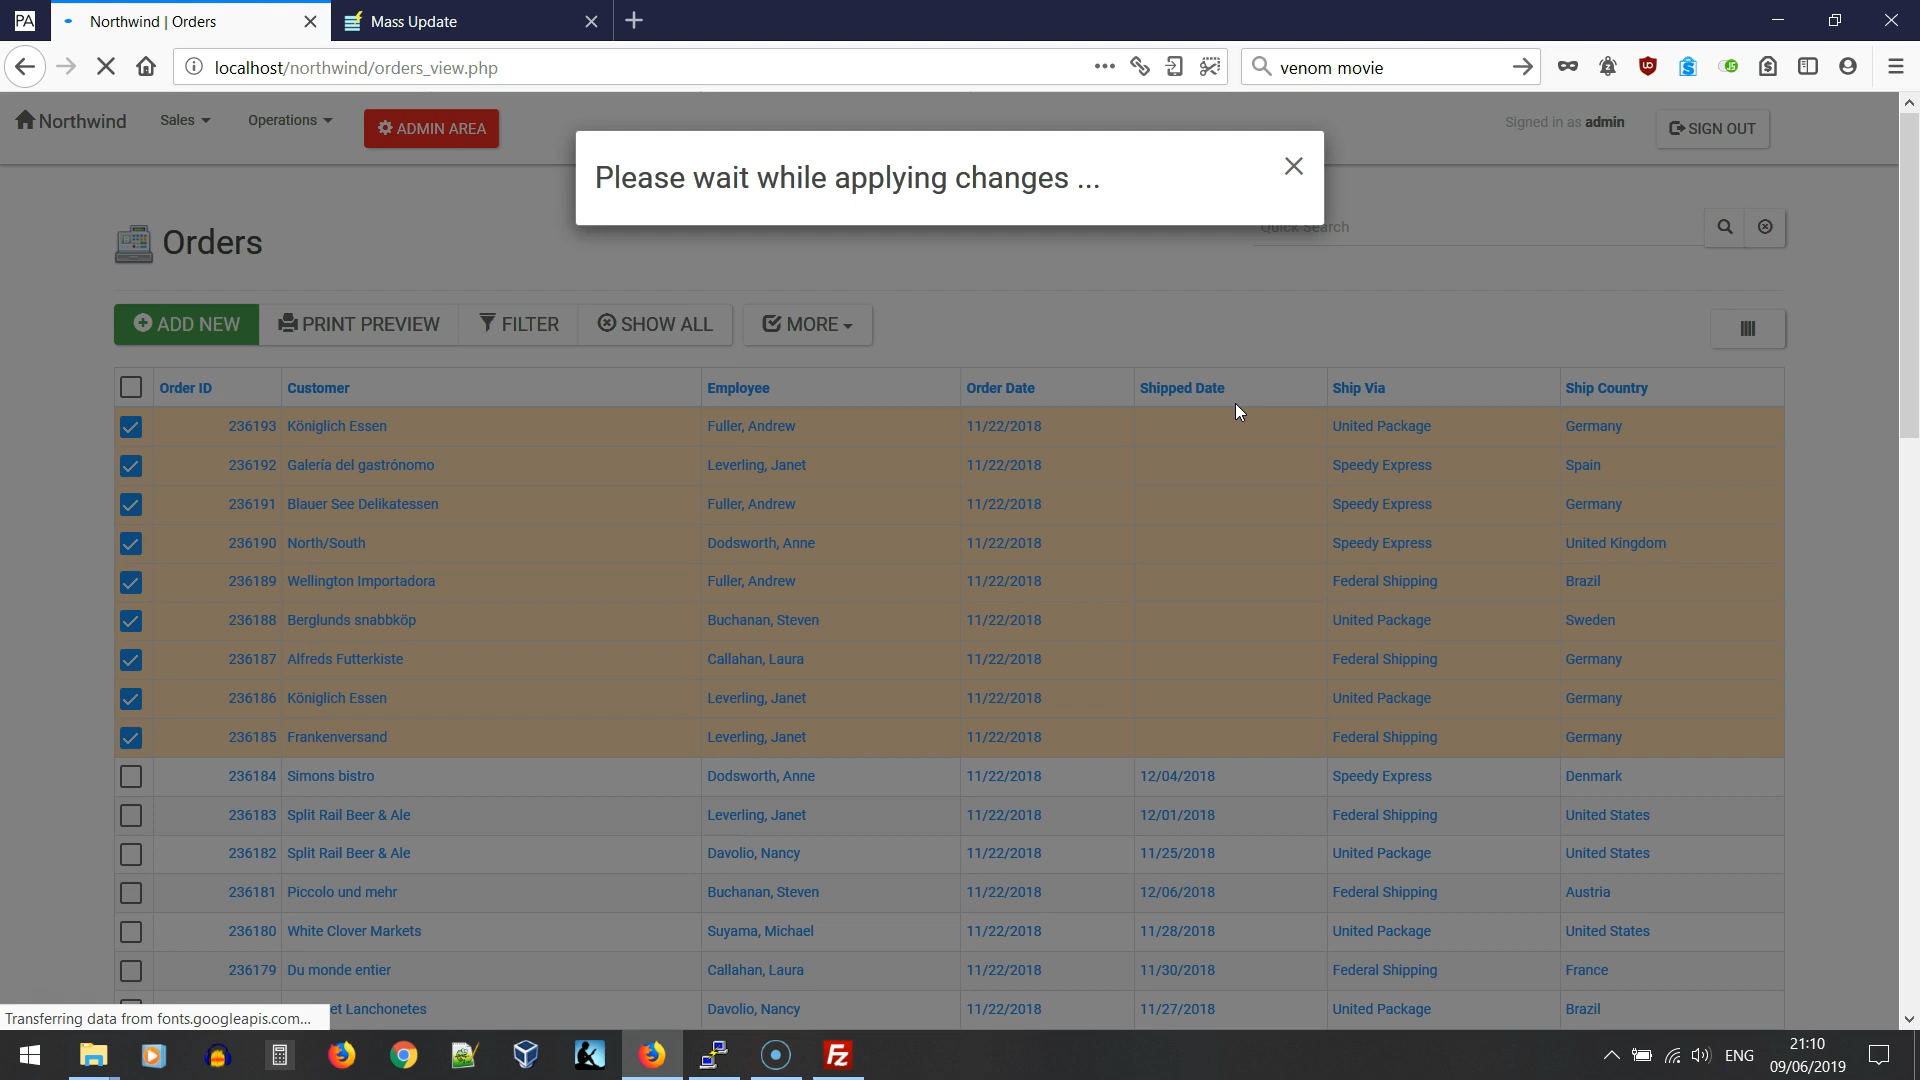 PA Northwind | Orders Mass Update
localhost/northwind/orders_view.php venom movie
Northwind Sales Operations ADMIN AREA Signed in as admin SIGN OUT
Please wait while applying changes ...
Orders Quick Search
ADD NEW PRINT PREVIEW FILTER SHOW ALL MORE
Order ID Customer Employee Order Date Shipped Date Ship Via Ship Country
236193 Königlich Essen Fuller, Andrew 11/22/2018 United Package Germany
236192 Galería del gastrónomo Leverling, Janet 11/22/2018 Speedy Express Spain
236191 Blauer See Delikatessen Fuller, Andrew 11/22/2018 Speedy Express Germany
236190 North/South Dodsworth, Anne 11/22/2018 Speedy Express United Kingdom
236189 Wellington Importadora Fuller, Andrew 11/22/2018 Federal Shipping Brazil
236188 Berglunds snabbköp Buchanan, Steven 11/22/2018 United Package Sweden
236187 Alfreds Futterkiste Callahan, Laura 11/22/2018 Federal Shipping Germany
236186 Königlich Essen Leverling, Janet 11/22/2018 United Package Germany
236185 Frankenversand Leverling, Janet 11/22/2018 Federal Shipping Germany
236184 Simons bistro Dodsworth, Anne 11/22/2018 12/04/2018 Speedy Express Denmark
236183 Split Rail Beer & Ale Leverling, Janet 11/22/2018 12/01/2018 Federal Shipping United States
236182 Split Rail Beer & Ale Davolio, Nancy 11/22/2018 11/25/2018 United Package United States
236181 Piccolo und mehr Buchanan, Steven 11/22/2018 12/06/2018 Federal Shipping Austria
236180 White Clover Markets Suyama, Michael 11/22/2018 11/28/2018 United Package United States
236179 Du monde entier Callahan, Laura 11/22/2018 11/30/2018 Federal Shipping France
et Lanchonetes Davolio, Nancy 11/22/2018 11/27/2018 United Package Brazil
Transferring data from fonts.googleapis.com...
ENG 21:10
09/06/2019